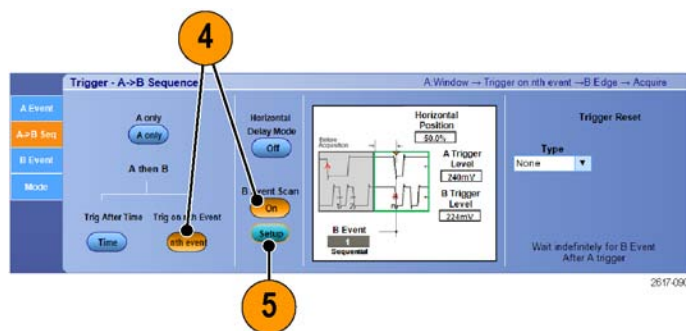 4
Trigger - A->B Sequence
A:Window → Trigger on nth event →B Edge → Acquire
A Event
A->B Seq
B Event
Mode
A only
A only
A then B
Trig After Time
Trig on nth Event
Time
nth event
Horizontal
Delay Mode
Off
B Event Scan
On
Setup
Before
Acquisition
A
B
B Event
1
Sequential
Horizontal
Position
50.0%
A Trigger
Level
240mV
B Trigger
Level
224mV
Trigger Reset
Type
None
Wait indefinitely for B Event
After A trigger
5
2617-090